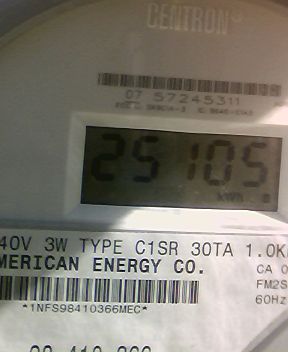 CENTRON
07 57245311
25105
40V 3W TYPE C1SR 30TA 1.0K
MERICAN ENERGY CO.
CA 0
FM2S
60Hz
*1NFS98410366MEC*